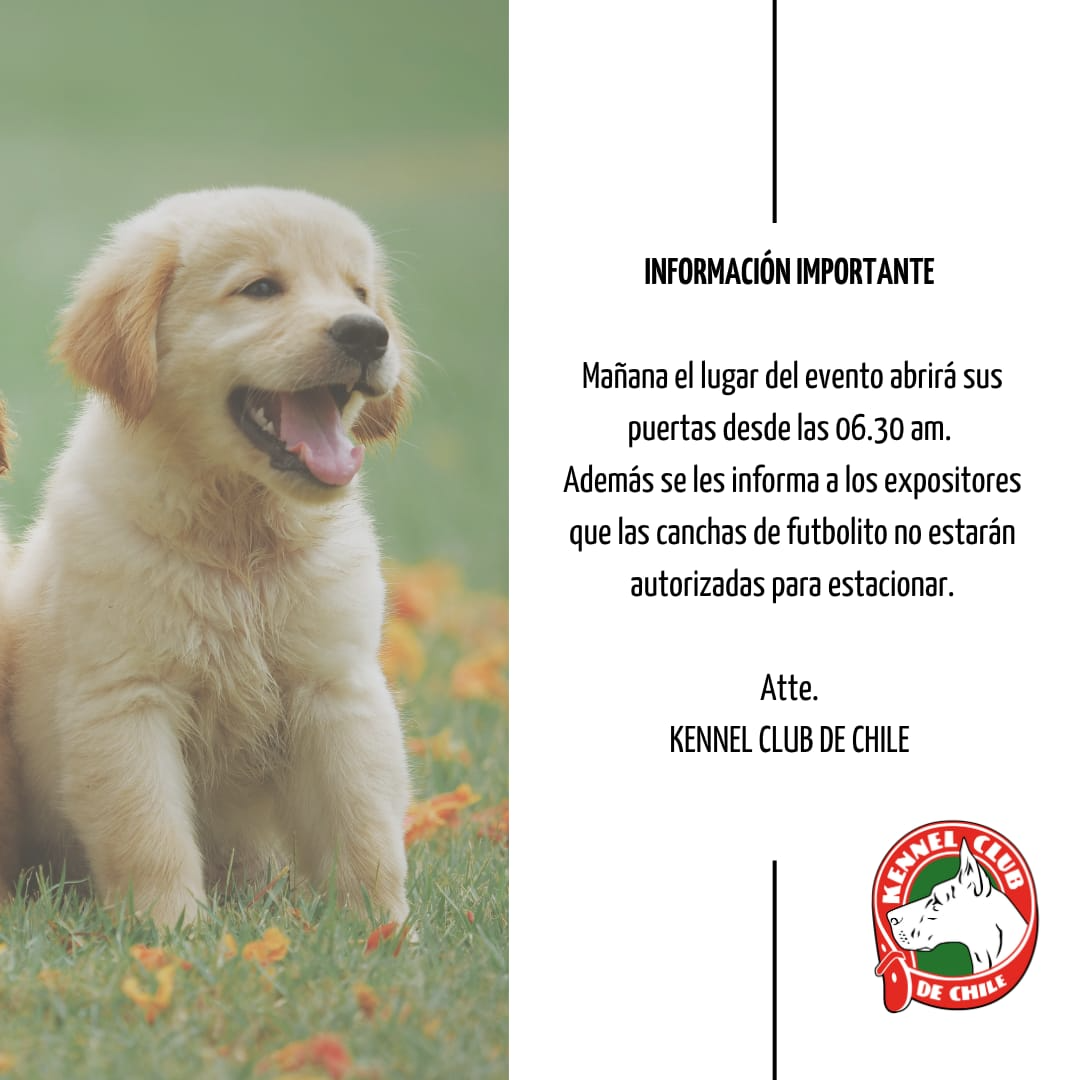 INFORMACIÓN IMPORTANTE
Mañana el lugar del evento abrirá sus
puertas desde las 06.30 am.
Además se les informa a los expositores
que las canchas de futbolito no estarán
autorizadas para estacionar.
Atte.
KENNEL CLUB DE CHILE
KENNEL CLUB
DE CHILE